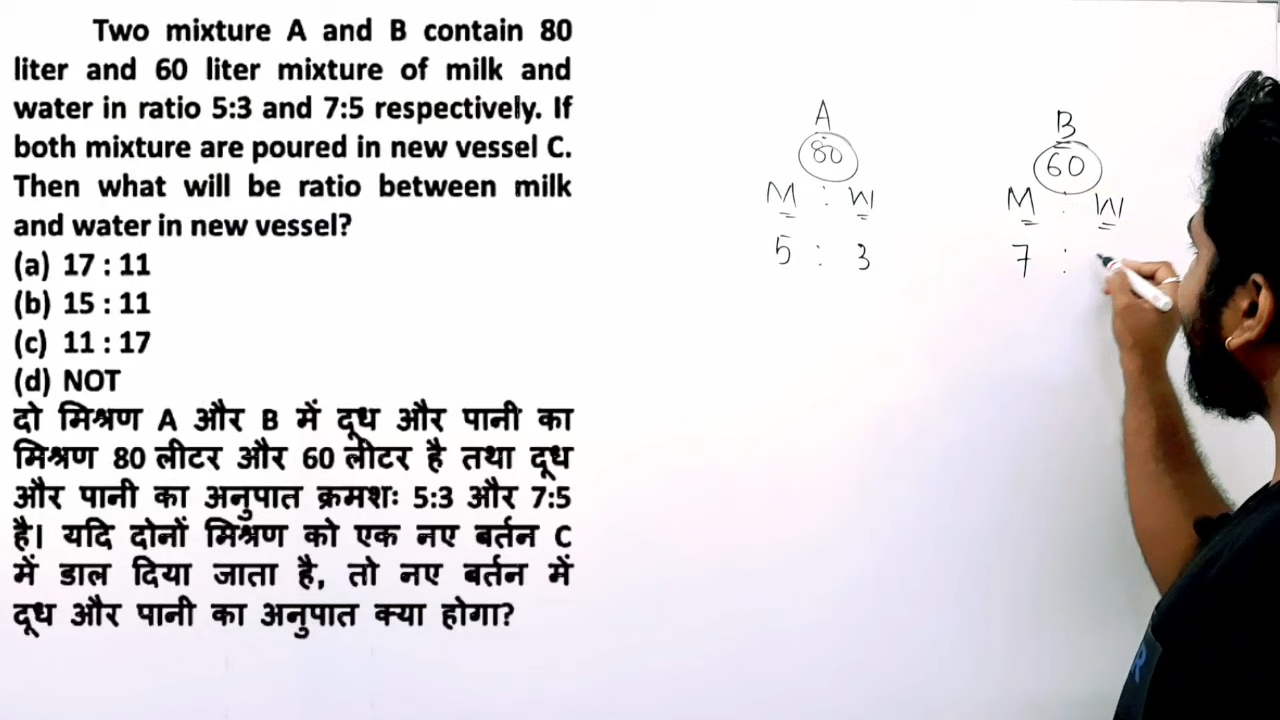 Two mixture A and B contain 80
liter and 60 liter mixture of milk and
water in ratio 5:3 and 7:5 respectively. If
both mixture are poured in new vessel C.
Then what will be ratio between milk
and water in new vessel?
(a) 17 : 11
(b) 15 : 11
(c) 11 : 17
(d) NOT
दो मिश्रण A और B में दूध और पानी का
मिश्रण 80 लीटर और 60 लीटर है तथा दूध
और पानी का अनुपात क्रमशः 5:3 और 7:5
है। यदि दोनों मिश्रण को एक नए बर्तन C
में डाल दिया जाता है, तो नए बर्तन में
दूध और पानी का अनुपात क्या होगा?
A
80
M : W
5 : 3
B
60
M : W
7 :